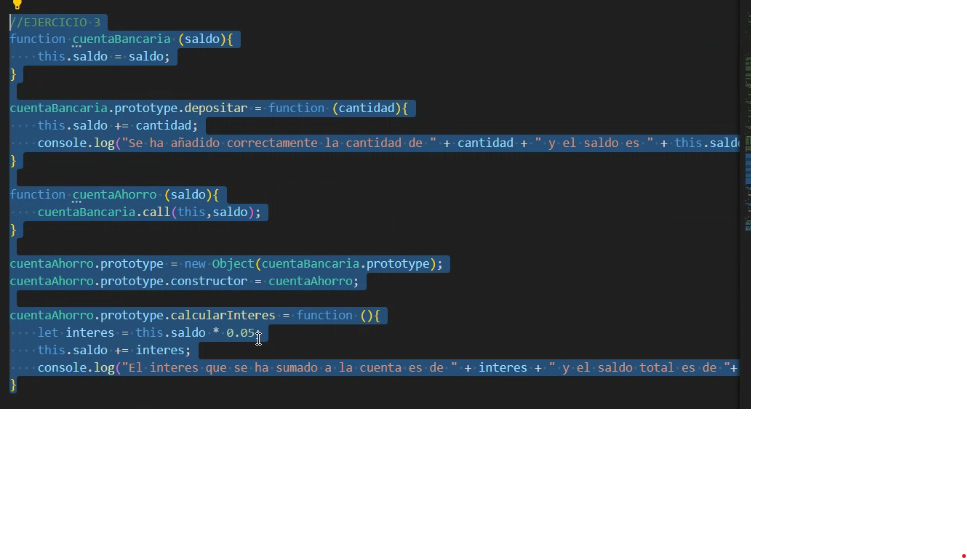 //EJERCICIO 3
function cuentaBancaria (saldo){
    this.saldo = saldo;
}
cuentaBancaria.prototype.depositar = function (cantidad){
    this.saldo += cantidad;
    console.log("Se ha añadido correctamente la cantidad de " + cantidad + " y el saldo es " + this.saldo
}
function cuentaAhorro (saldo){
    cuentaBancaria.call(this,saldo);
}
cuentaAhorro.prototype = new Object(cuentaBancaria.prototype);
cuentaAhorro.prototype.constructor = cuentaAhorro;
cuentaAhorro.prototype.calcularInteres = function (){
    let interes = this.saldo * 0.05;
    this.saldo += interes;
    console.log("El interes que se ha sumado a la cuenta es de " + interes + " y el saldo total es de "+
}